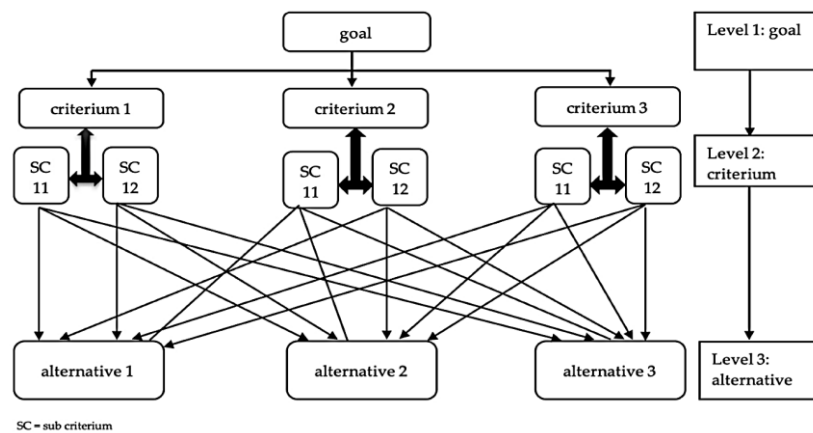 goal
Level 1: goal
criterium 1
criterium 2
criterium 3
SC
11
SC
12
SC
11
SC
12
SC
11
SC
12
Level 2:
criterium
alternative 1
alternative 2
alternative 3
Level 3:
alternative
SC = sub criterium